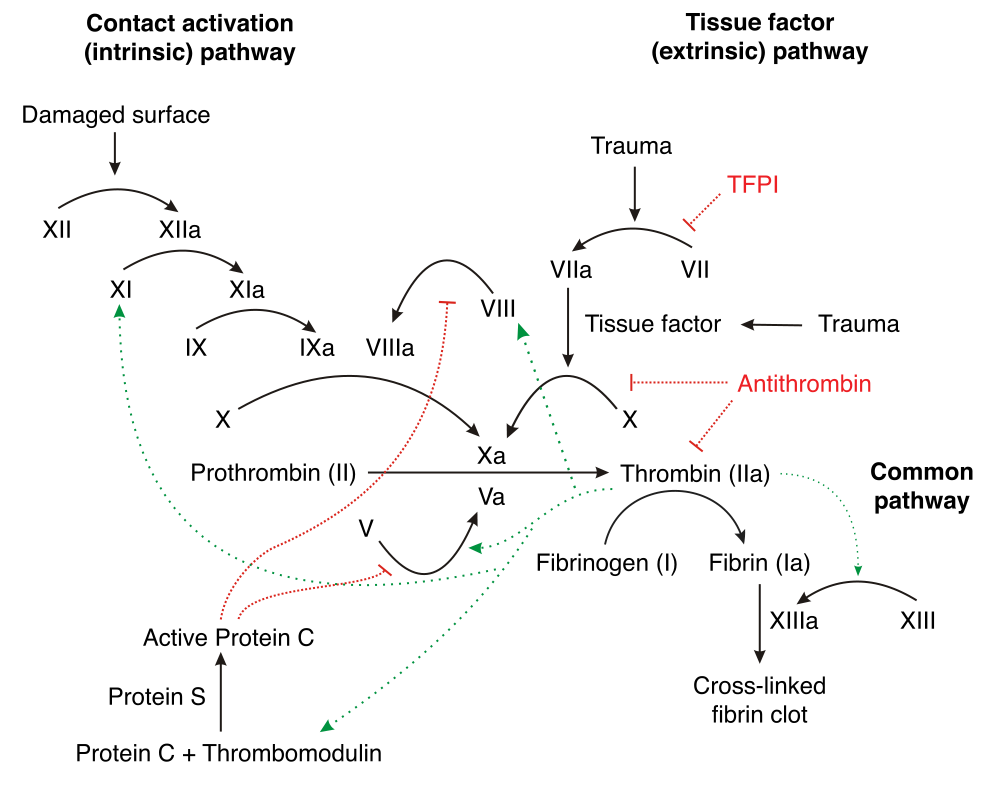 Contact activation
(intrinsic) pathway
Tissue factor
(extrinsic) pathway
Damaged surface
Trauma
TFPI
XII
XIIa
VIIa
VII
XI
XIa
VIII
Tissue factor
Trauma
IX
IXa
VIIIa
Antithrombin
X
X
Xa
Prothrombin (II)
Thrombin (IIa)
Common
pathway
Va
V
Fibrinogen (I)
Fibrin (Ia)
XIIIa
XIII
Active Protein C
Protein S
Cross-linked
fibrin clot
Protein C + Thrombomodulin